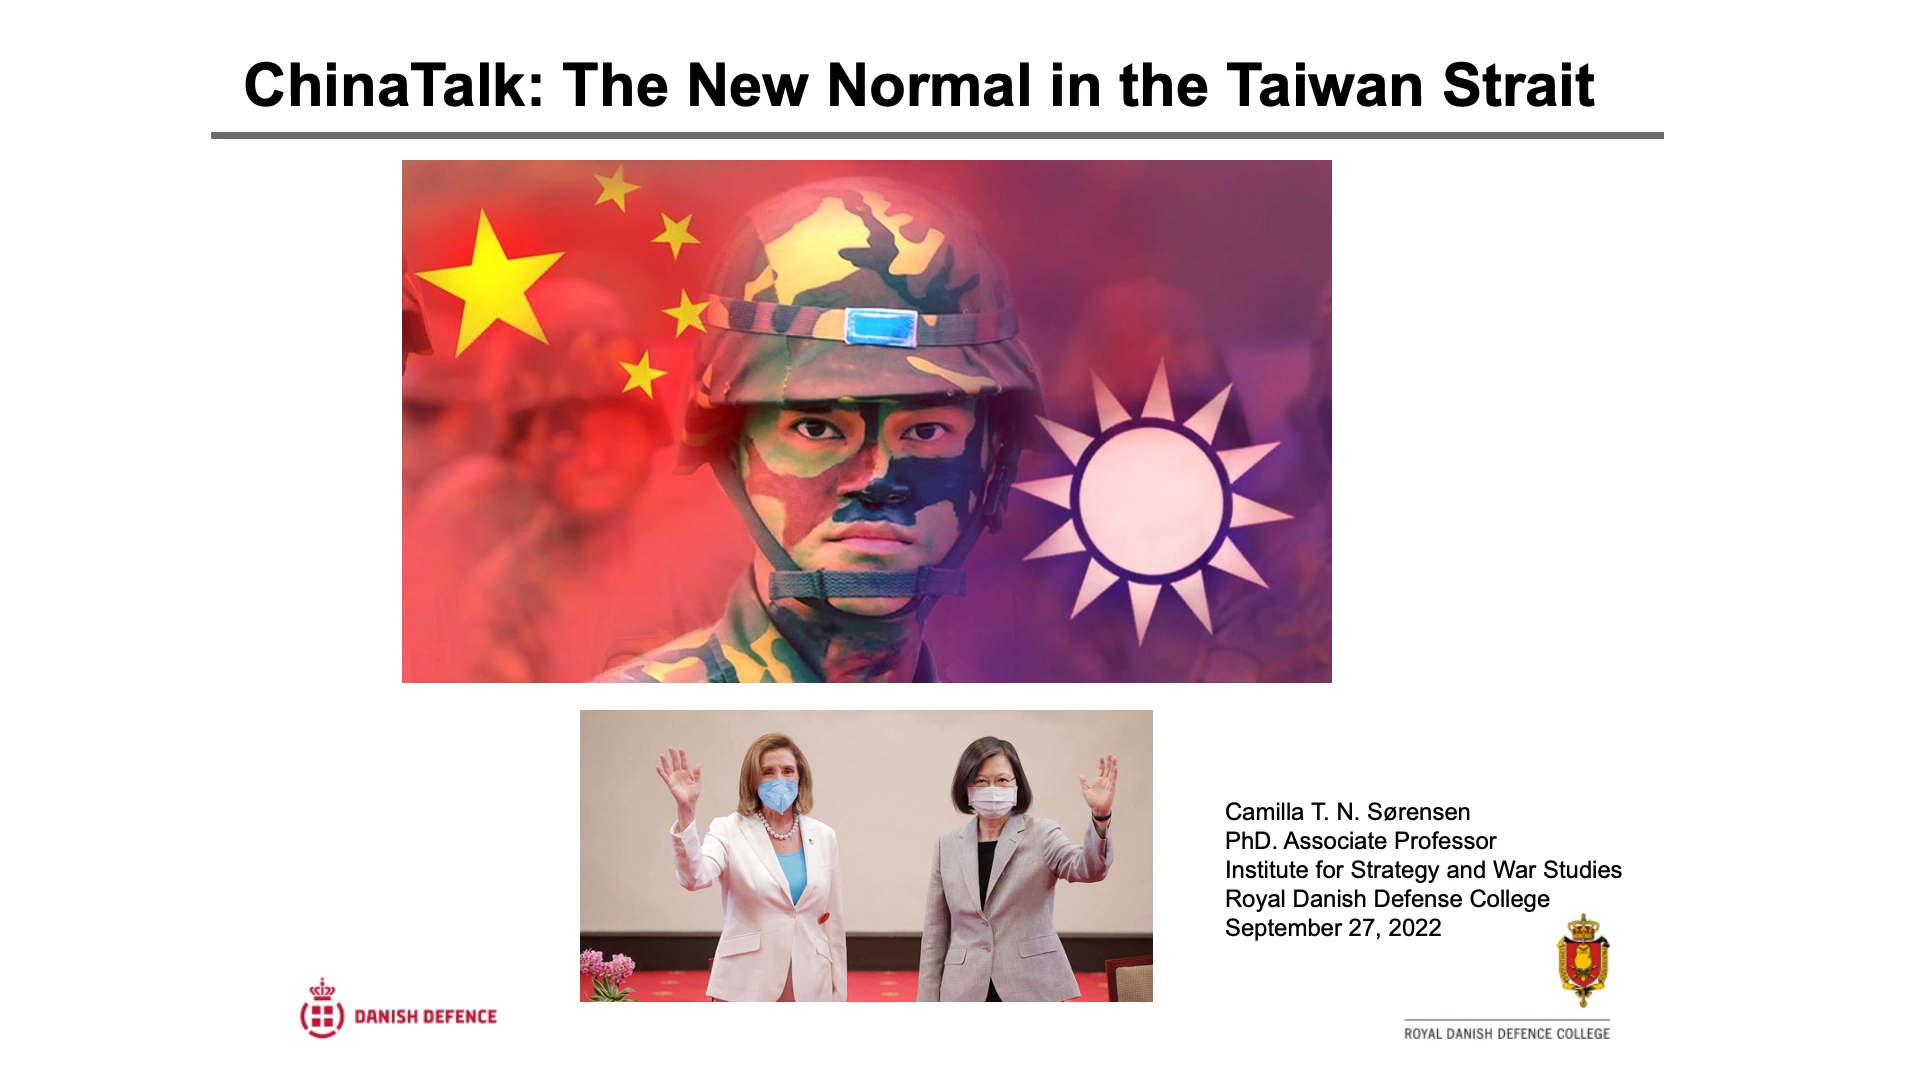 ChinaTalk: The New Normal in the Taiwan Strait
Camilla T. N. Sørensen
PhD. Associate Professor
Institute for Strategy and War Studies
Royal Danish Defense College
September 27, 2022
DANISH DEFENCE
ROYAL DANISH DEFENCE COLLEGE